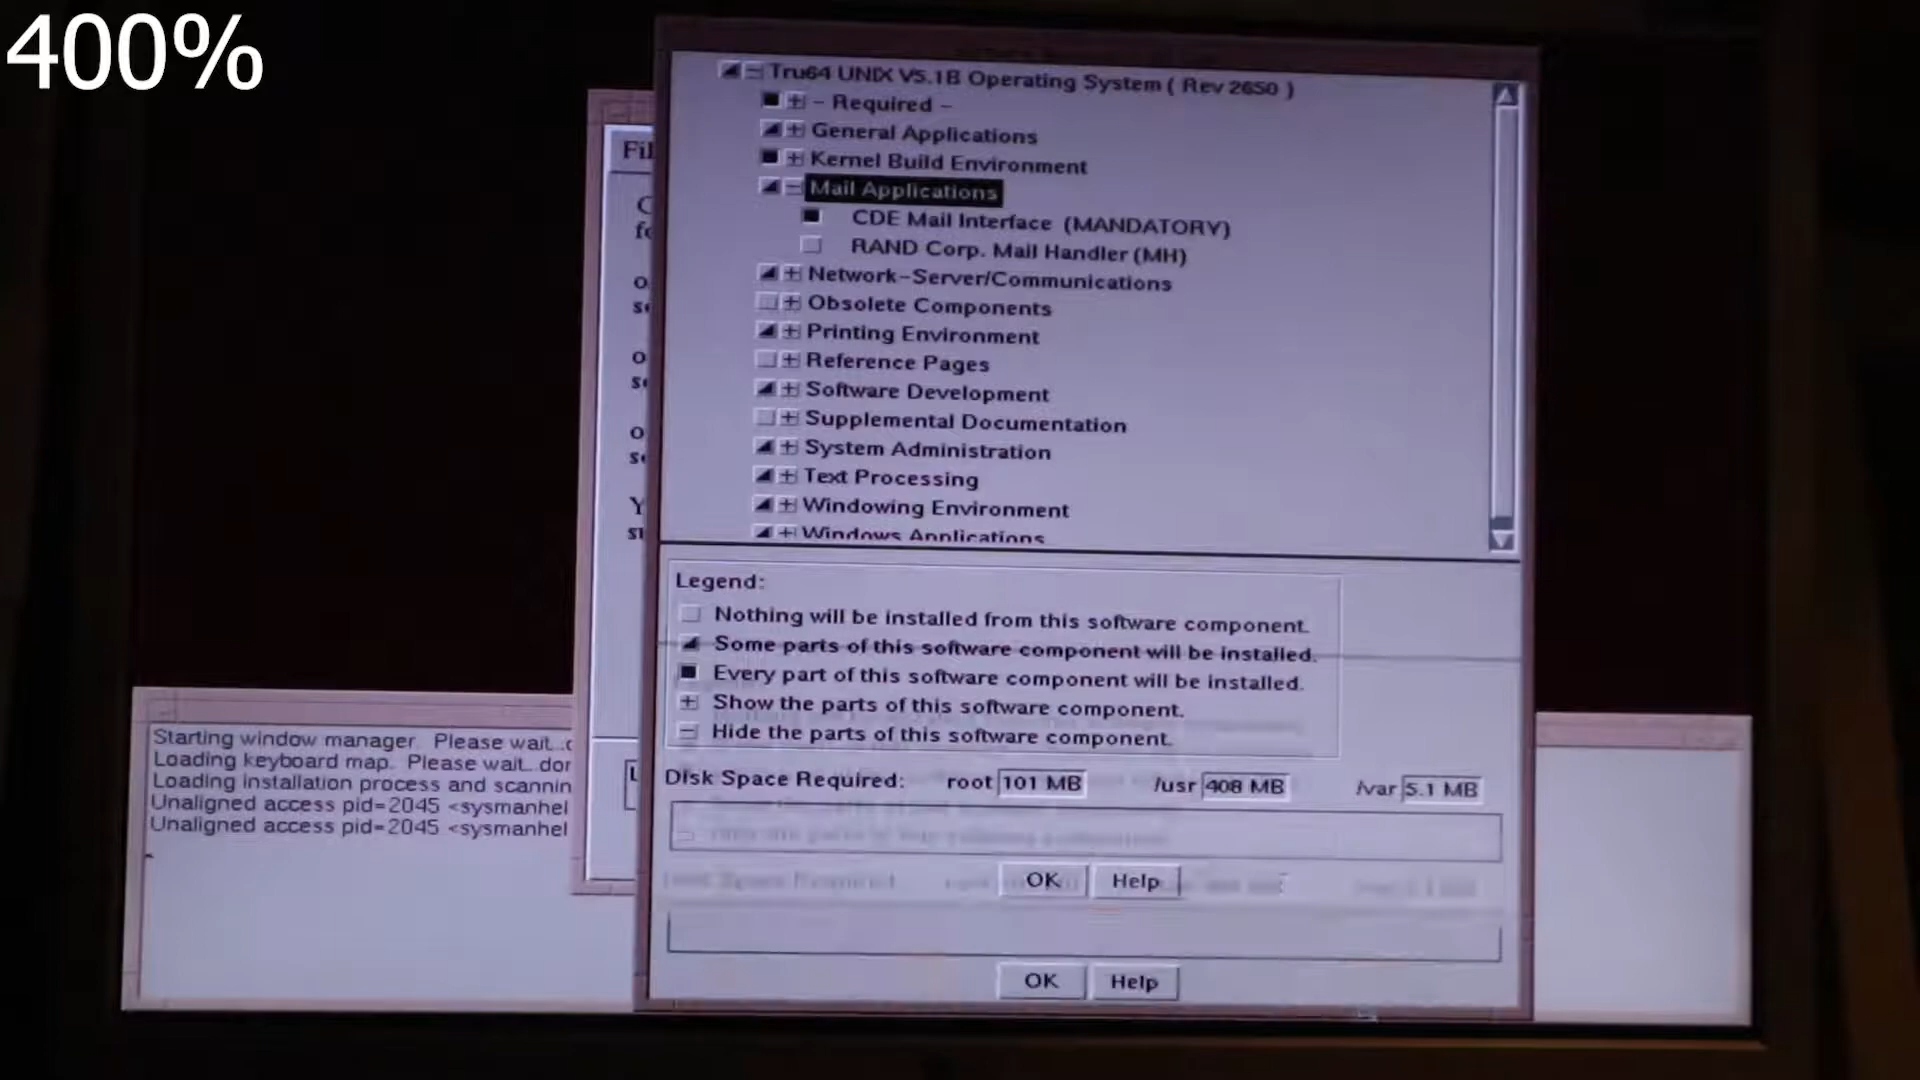 400%
Tru64 UNIX V5.1B Operating System ( Rev 2650 )
- Required -
General Applications
Kernel Build Environment
Mail Applications
CDE Mail Interface (MANDATORY)
RAND Corp. Mail Handler (MH)
Network-Server/Communications
Obsolete Components
Printing Environment
Reference Pages
Software Development
Supplemental Documentation
System Administration
Text Processing
Windowing Environment
Windows Applications
Legend:
Nothing will be installed from this software component.
Some parts of this software component will be installed.
Every part of this software component will be installed.
Show the parts of this software component.
Hide the parts of this software component.
Disk Space Required: root 101 MB /usr 408 MB /var 5.1 MB
OK Help
OK Help
Starting window manager. Please wait...
Loading keyboard map. Please wait...
Loading installation process and scannin
Unaligned access pid=2045 <sysmanhel
Unaligned access pid=2045 <sysmanhel